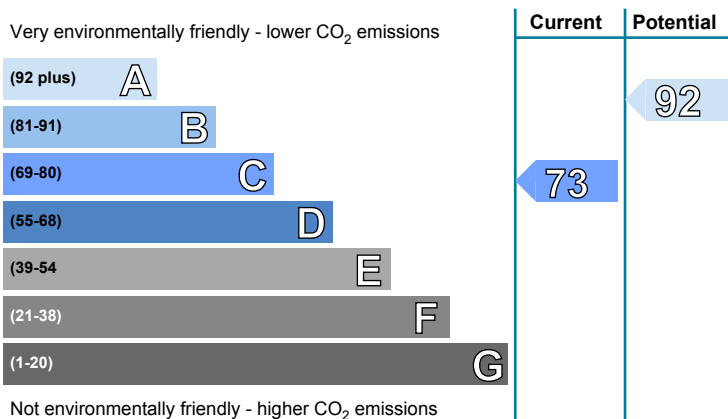 Current Potential
Very environmentally friendly - lower CO2 emissions
(92 plus) A
92
(81-91) B
(69-80) C
73
(55-68) D
(39-54 E
(21-38) F
(1-20) G
Not environmentally friendly - higher CO2 emissions